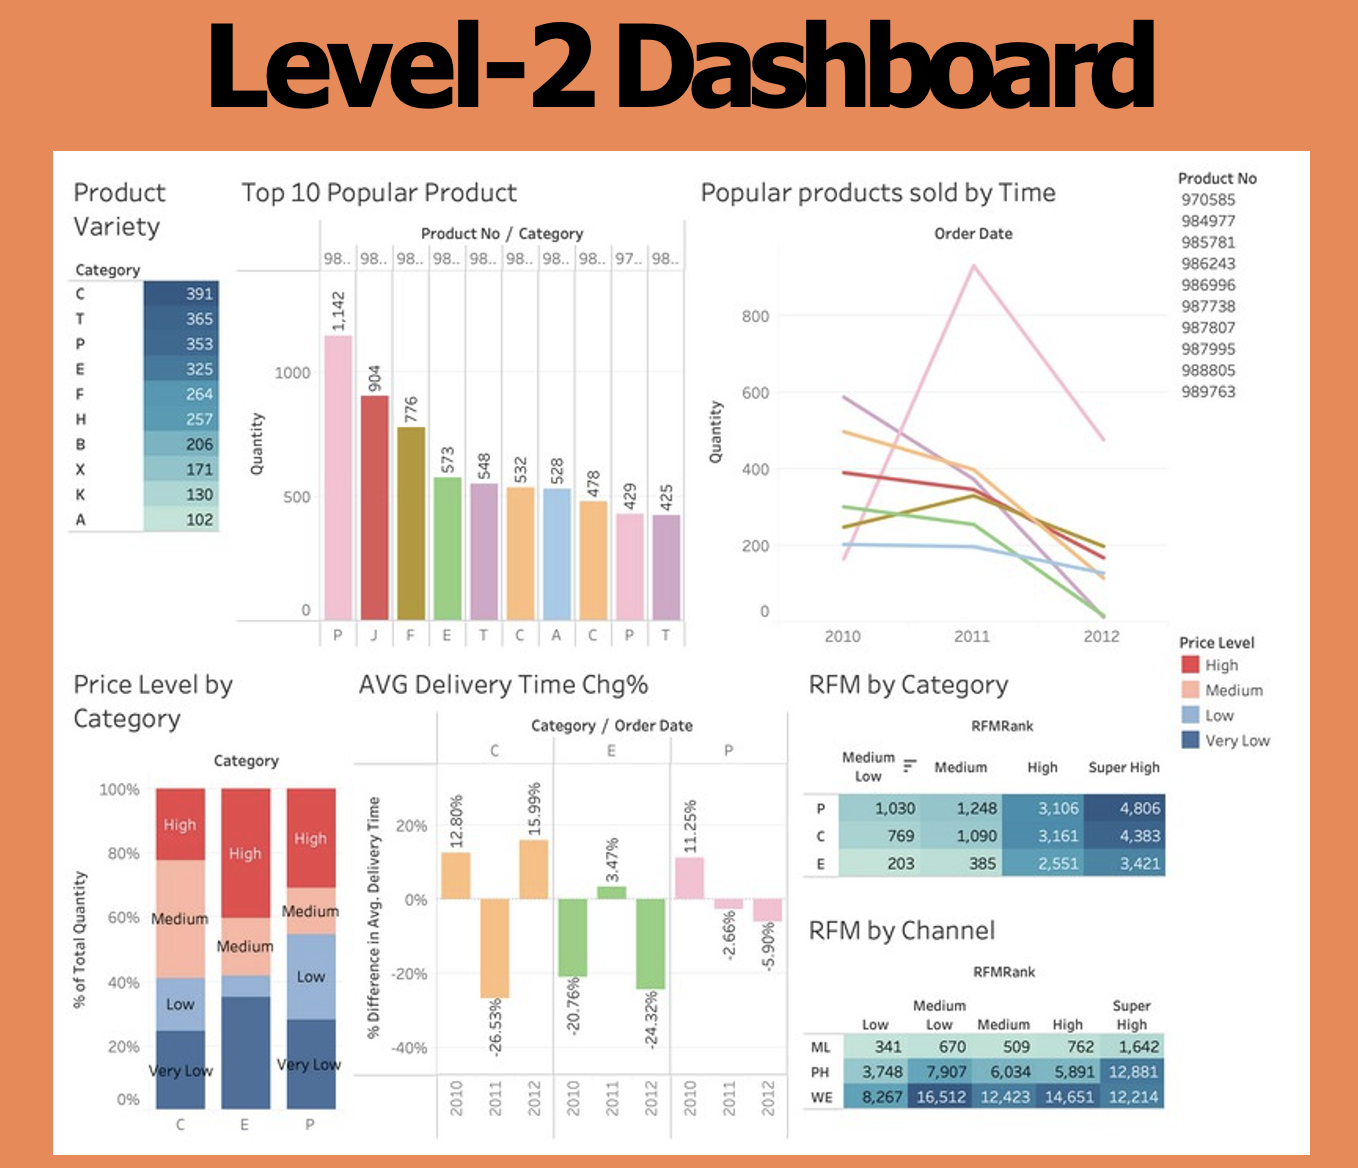 Level-2 Dashboard
Product
Variety
Category
C 391
T 365
P 353
E 325
F 264
H 257
B 206
X 171
K 130
A 102
Top 10 Popular Product
Product No / Category
98.. 98.. 98.. 98.. 98.. 98.. 98.. 98.. 97.. 98..
Quantity
1000
500
0
1,142 904 776 573 548 532 528 478 429 425
P J F E T C A C P T
Popular products sold by Time
Order Date
Quantity
800
600
400
200
0
2010 2011 2012
Product No
970585
984977
985781
986243
986996
987738
987807
987995
988805
989763
Price Level
High
Medium
Low
Very Low
Price Level by
Category
Category
% of Total Quantity
100%
80%
60%
40%
20%
0%
High High High
Medium Medium Medium
Low Low
Very Low Very Low
C E P
AVG Delivery Time Chg%
Category / Order Date
C E P
% Difference in Avg. Delivery Time
20%
0%
-20%
-40%
12.80% -26.53% 15.99% -20.76% 3.47% -24.32% 11.25% -2.66% -5.90%
2010 2011 2012 2010 2011 2012 2010 2011 2012
RFM by Category
RFMRank
Medium
Low Medium High Super High
P 1,030 1,248 3,106 4,806
C 769 1,090 3,161 4,383
E 203 385 2,551 3,421
RFM by Channel
RFMRank
Medium Super
Low Low Medium High High
ML 341 670 509 762 1,642
PH 3,748 7,907 6,034 5,891 12,881
WE 8,267 16,512 12,423 14,651 12,214